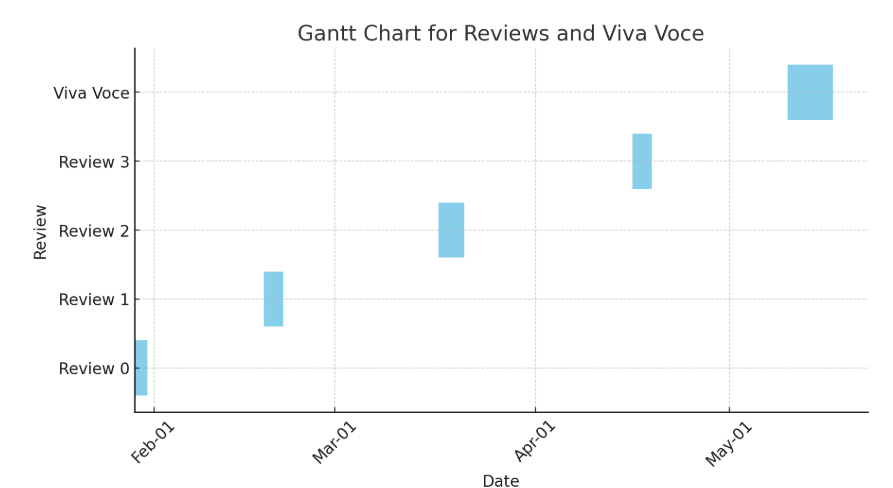 Gantt Chart for Reviews and Viva Voce
Viva Voce
Review 3
Review 2
Review 1
Review 0
Review
Feb-01
Mar-01
Apr-01
May-01
Date